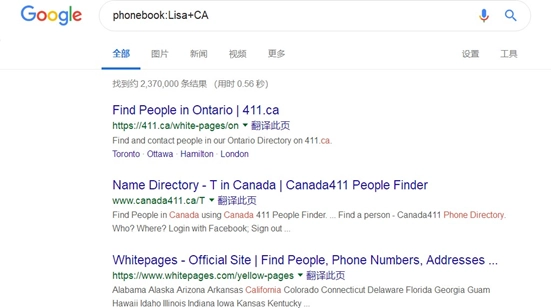 Google
phonebook:Lisa+CA
全部 图片 新闻 视频 更多 设置 工具
找到约 2,370,000 条结果 （用时 0.56 秒）
Find People in Ontario | 411.ca
https://411.ca/white-pages/on 翻译此页
Find and contact people in our Ontario Directory on 411.ca.
Toronto · Ottawa · Hamilton · London
Name Directory - T in Canada | Canada411 People Finder
www.canada411.ca/T 翻译此页
Find People in Canada using Canada 411 People Finder. ... Find a person - Canada411 Phone Directory.
Who? Where? Login with Facebook; Sign out ...
Whitepages - Official Site | Find People, Phone Numbers, Addresses ...
https://www.whitepages.com/yellow-pages 翻译此页
Alabama Alaska Arizona Arkansas California Colorado Connecticut Delaware Florida Georgia Guam
Hawaii Idaho Illinois Indiana Iowa Kansas Kentucky ...